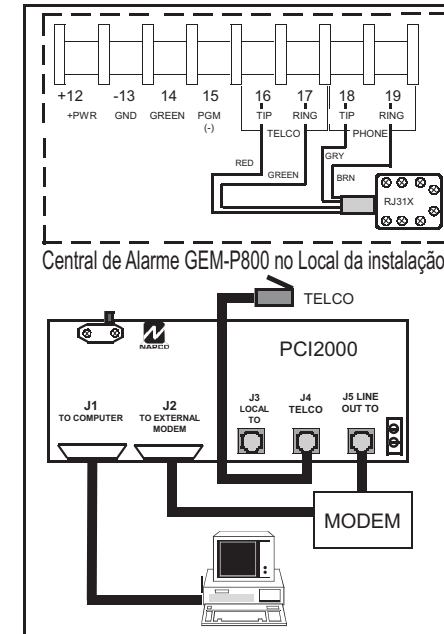 +12 -13 14 15 16 17 18 19
+PWR GND GREEN PGM TIP RING TIP RING
(-) TELCO PHONE
RED GREEN GRY BRN
RJ31X
Central de Alarme GEM-P800 no Local da instalação
TELCO
NAPCO
PCI2000
J1
TO COMPUTER
J2
TO EXTERNAL
MODEM
J3
LOCAL
TO
J4
TELCO
J5 LINE
OUT TO
MODEM